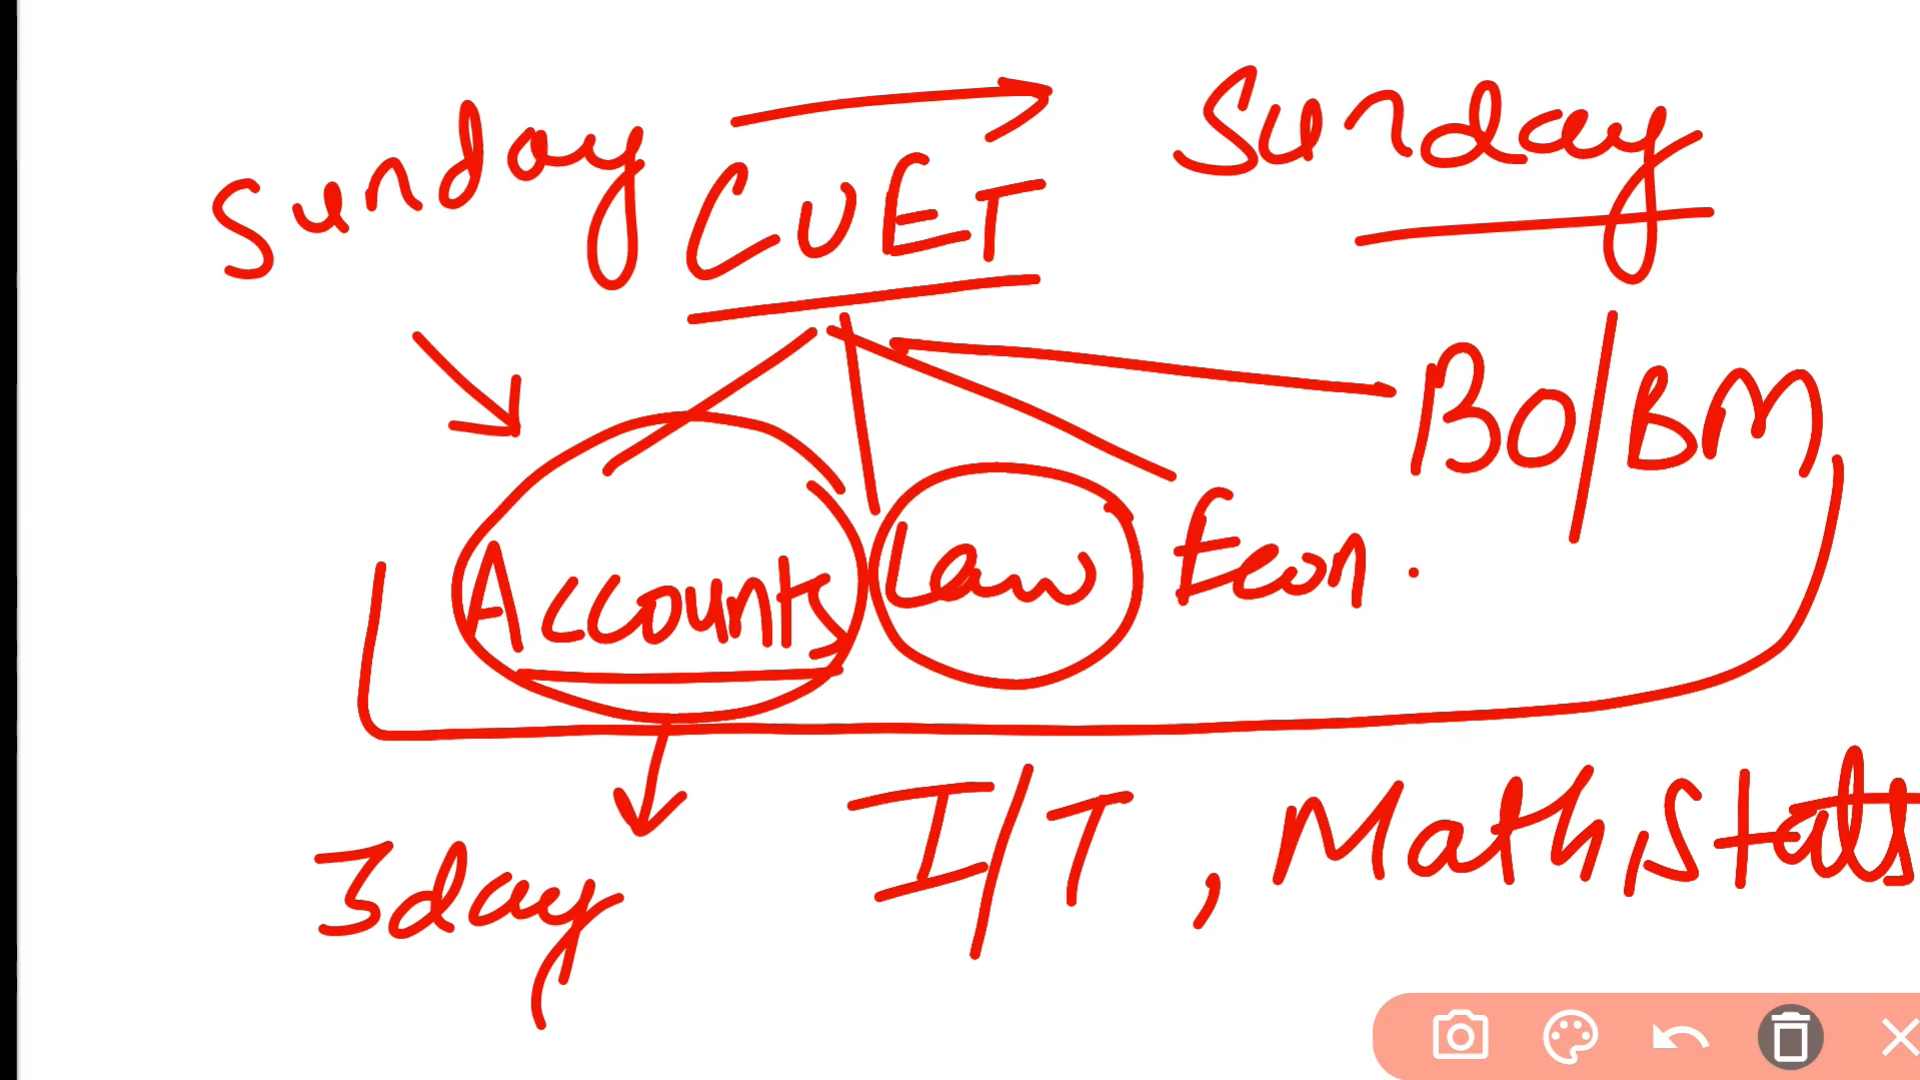 Sunday → Sunday
CUET
BO/BM
Accounts Law Econ.
3day I/T, Math, Stats